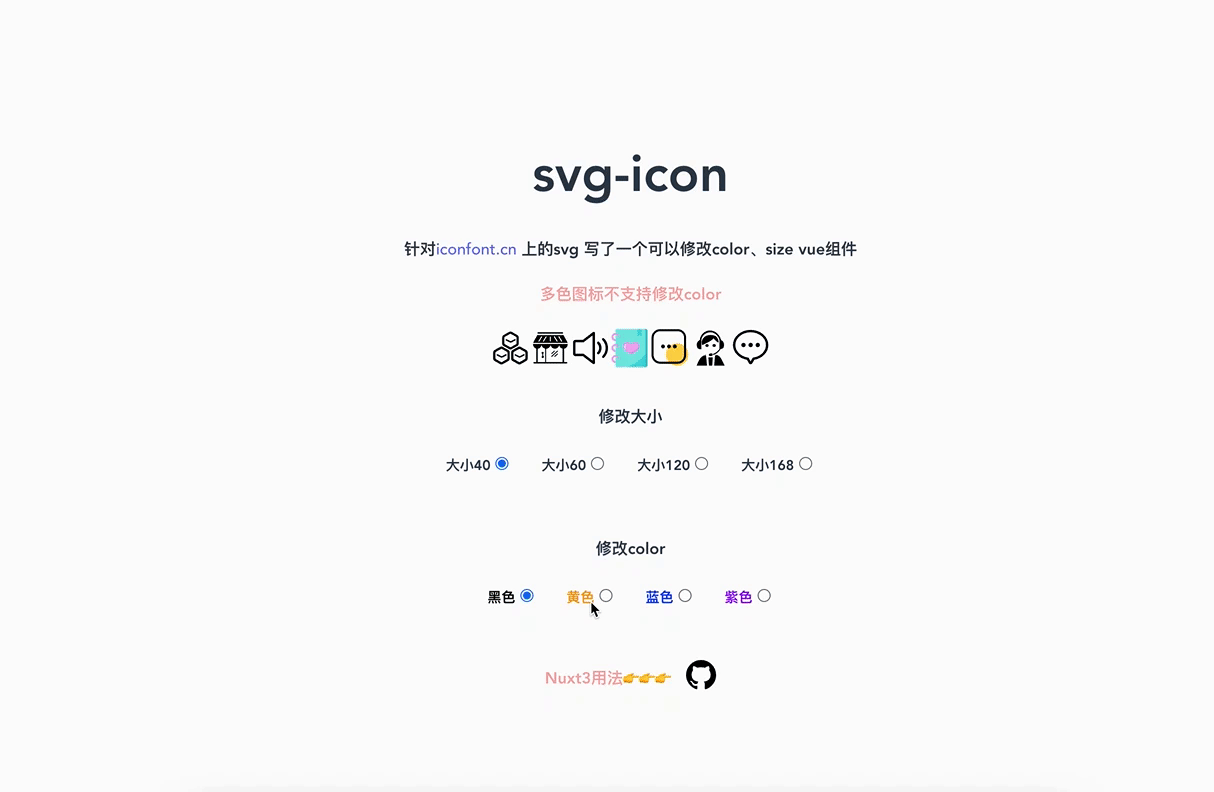 svg-icon
针对iconfont.cn 上的svg 写了一个可以修改color、size vue组件
多色图标不支持修改color
修改大小
大小40 大小60 大小120 大小168
修改color
黑色 黄色 蓝色 紫色
Nuxt3用法👉👉👉